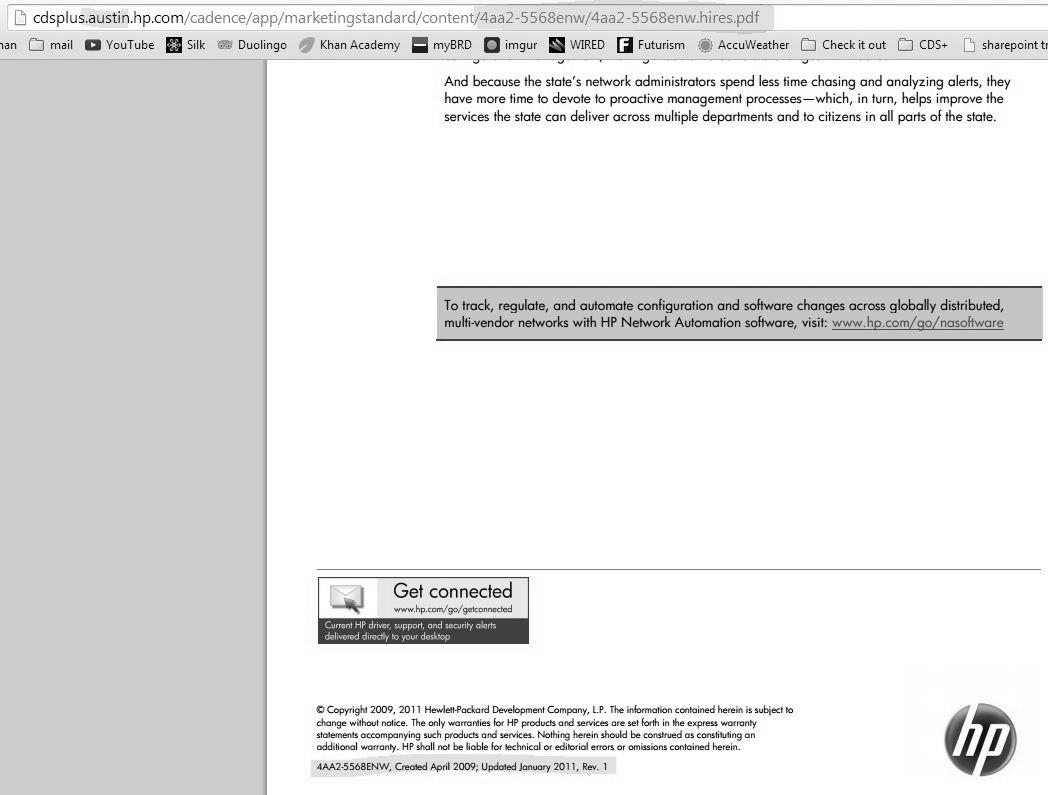 cdsplus.austin.hp.com/cadence/app/marketingstandard/content/4aa2-5568enw/4aa2-5568enw.hires.pdf
nan mail YouTube Silk Duolingo Khan Academy myBRD imgur WIRED Futurism AccuWeather Check it out CDS+ sharepoint tr
And because the state’s network administrators spend less time chasing and analyzing alerts, they
have more time to devote to proactive management processes—which, in turn, helps improve the
services the state can deliver across multiple departments and to citizens in all parts of the state.
To track, regulate, and automate configuration and software changes across globally distributed,
multi-vendor networks with HP Network Automation software, visit: www.hp.com/go/nasoftware
Get connected
www.hp.com/go/getconnected
Current HP driver, support, and security alerts
delivered directly to your desktop
© Copyright 2009, 2011 Hewlett-Packard Development Company, L.P. The information contained herein is subject to
change without notice. The only warranties for HP products and services are set forth in the express warranty
statements accompanying such products and services. Nothing herein should be construed as constituting an
additional warranty. HP shall not be liable for technical or editorial errors or omissions contained herein.
4AA2-5568ENW, Created April 2009; Updated January 2011, Rev. 1
hp